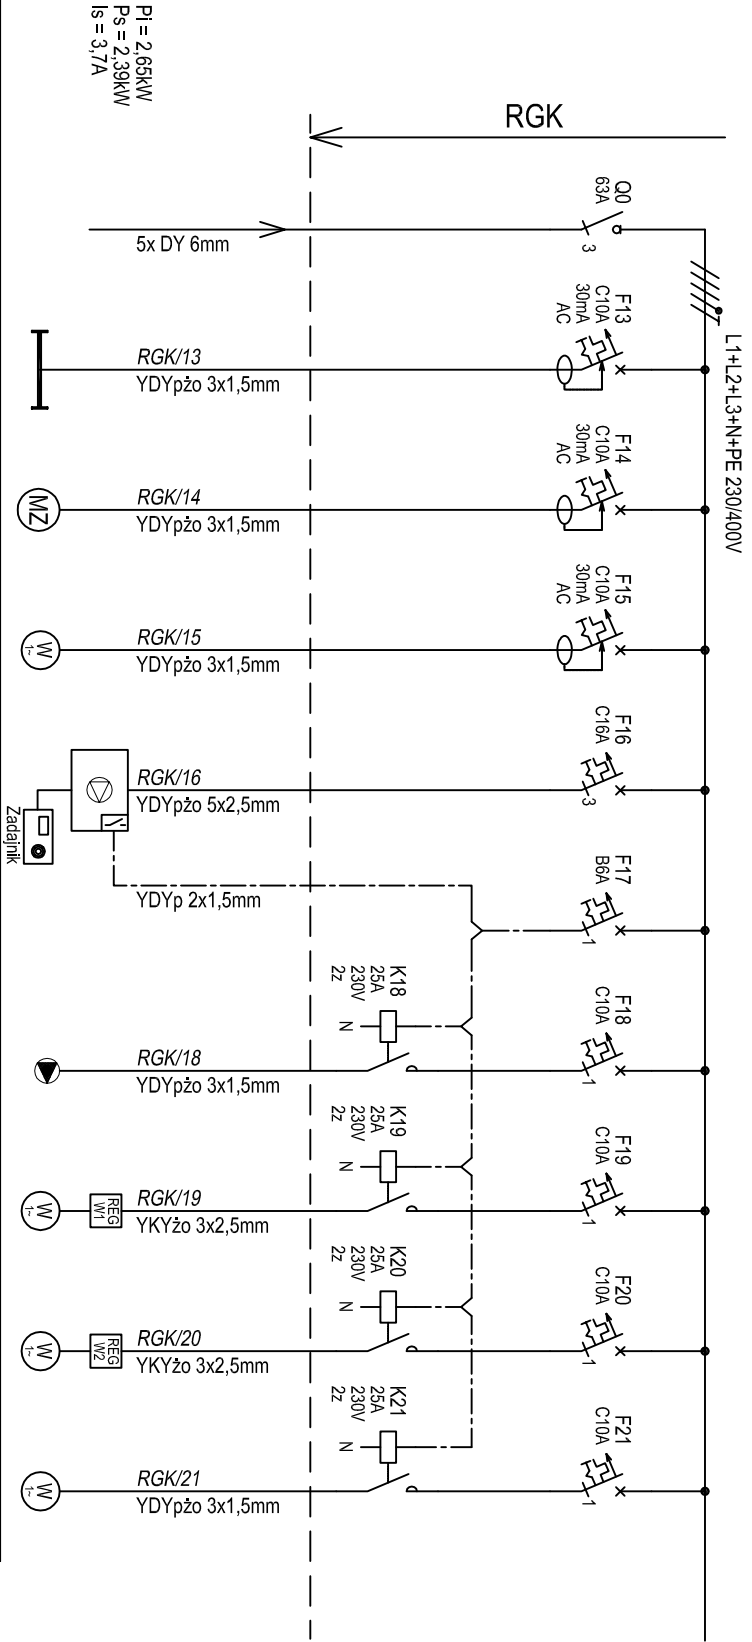 Pi = 2,65kW
Ps = 2,39kW
Is = 3,7A
RGK
L1+L2+L3+N+PE 230/400V
Q0
63A
3
5x DY 6mm
F13
C10A
30mA
AC
RGK/13
YDYpżo 3x1,5mm
F14
C10A
30mA
AC
RGK/14
YDYpżo 3x1,5mm
MZ
F15
C10A
30mA
AC
RGK/15
YDYpżo 3x1,5mm
W
1~
F16
C16A
3
RGK/16
YDYpżo 5x2,5mm
Zadajnik
F17
B6A
1
YDYp 2x1,5mm
F18
C10A
1
K18
25A
230V
2z
N
RGK/18
YDYpżo 3x1,5mm
F19
C10A
1
K19
25A
230V
2z
N
RGK/19
YKYżo 3x2,5mm
REG
W1
W
1~
F20
C10A
1
K20
25A
230V
2z
N
RGK/20
YKYżo 3x2,5mm
REG
W2
W
1~
F21
C10A
1
K21
25A
230V
2z
N
RGK/21
YDYpżo 3x1,5mm
W
1~